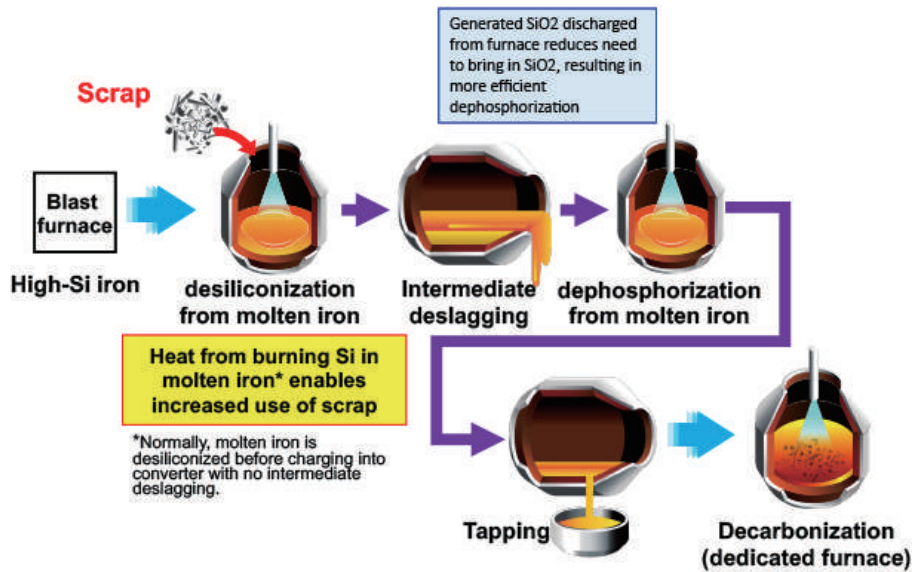 Generated SiO2 discharged
from furnace reduces need
to bring in SiO2, resulting in
more efficient
dephosphorization
Scrap
Blast
furnace
High-Si iron
desiliconization
from molten iron
Intermediate
deslagging
dephosphorization
from molten iron
Heat from burning Si in
molten iron* enables
increased use of scrap
*Normally, molten iron is
desiliconized before charging into
converter with no intermediate
deslagging.
Tapping
Decarbonization
(dedicated furnace)